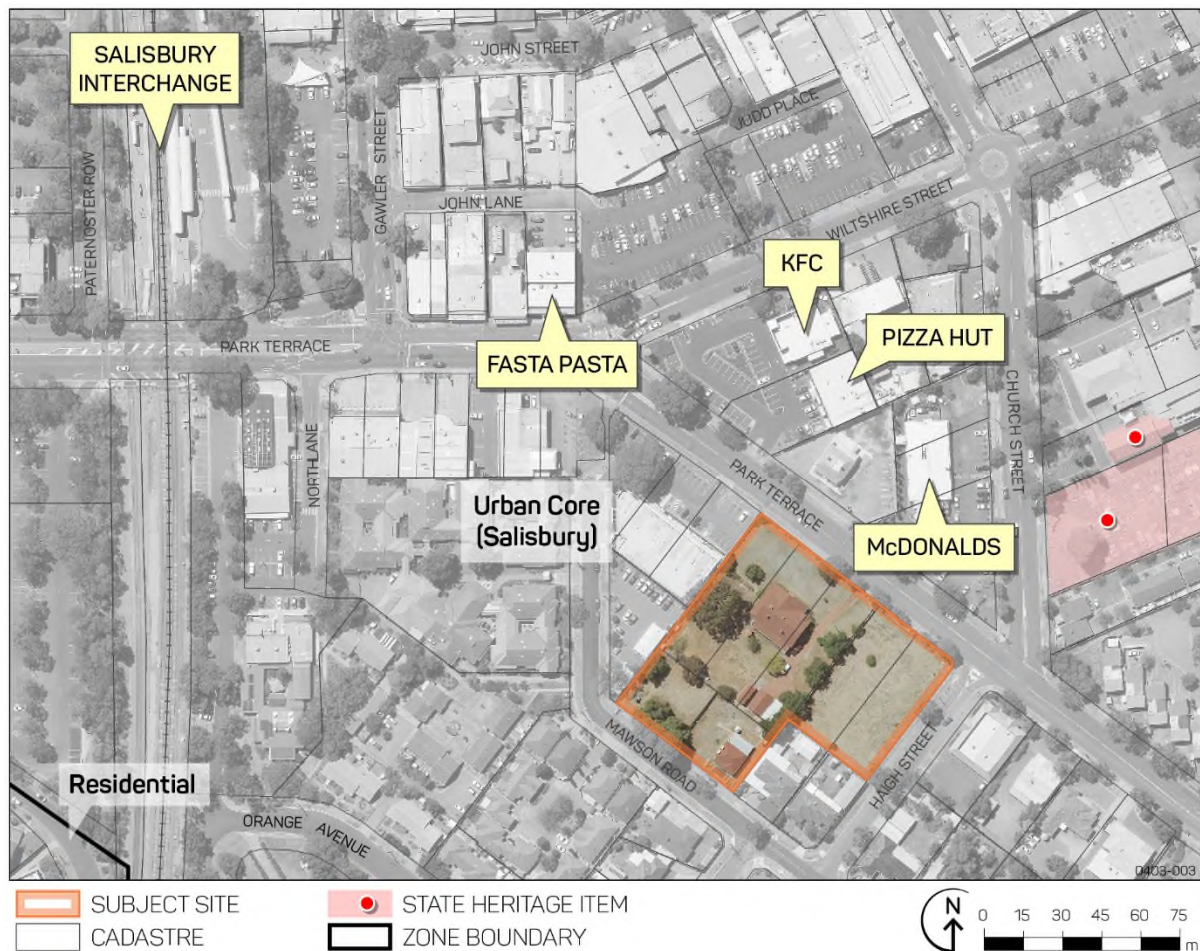 SALISBURY
INTERCHANGE
JOHN STREET
JUDD PLACE
PATERNOSTER ROW
GAWLER STREET
JOHN LANE
WILTSHIRE STREET
KFC
PIZZA HUT
PARK TERRACE
FASTA PASTA
CHURCH STREET
NORTH LANE
Urban Core
(Salisbury)
PARK TERRACE
McDONALDS
MAWSON ROAD
HAIGH STREET
Residential
ORANGE AVENUE
0403-003
SUBJECT SITE
STATE HERITAGE ITEM
CADASTRE
ZONE BOUNDARY
N
0 15 30 45 60 75
m